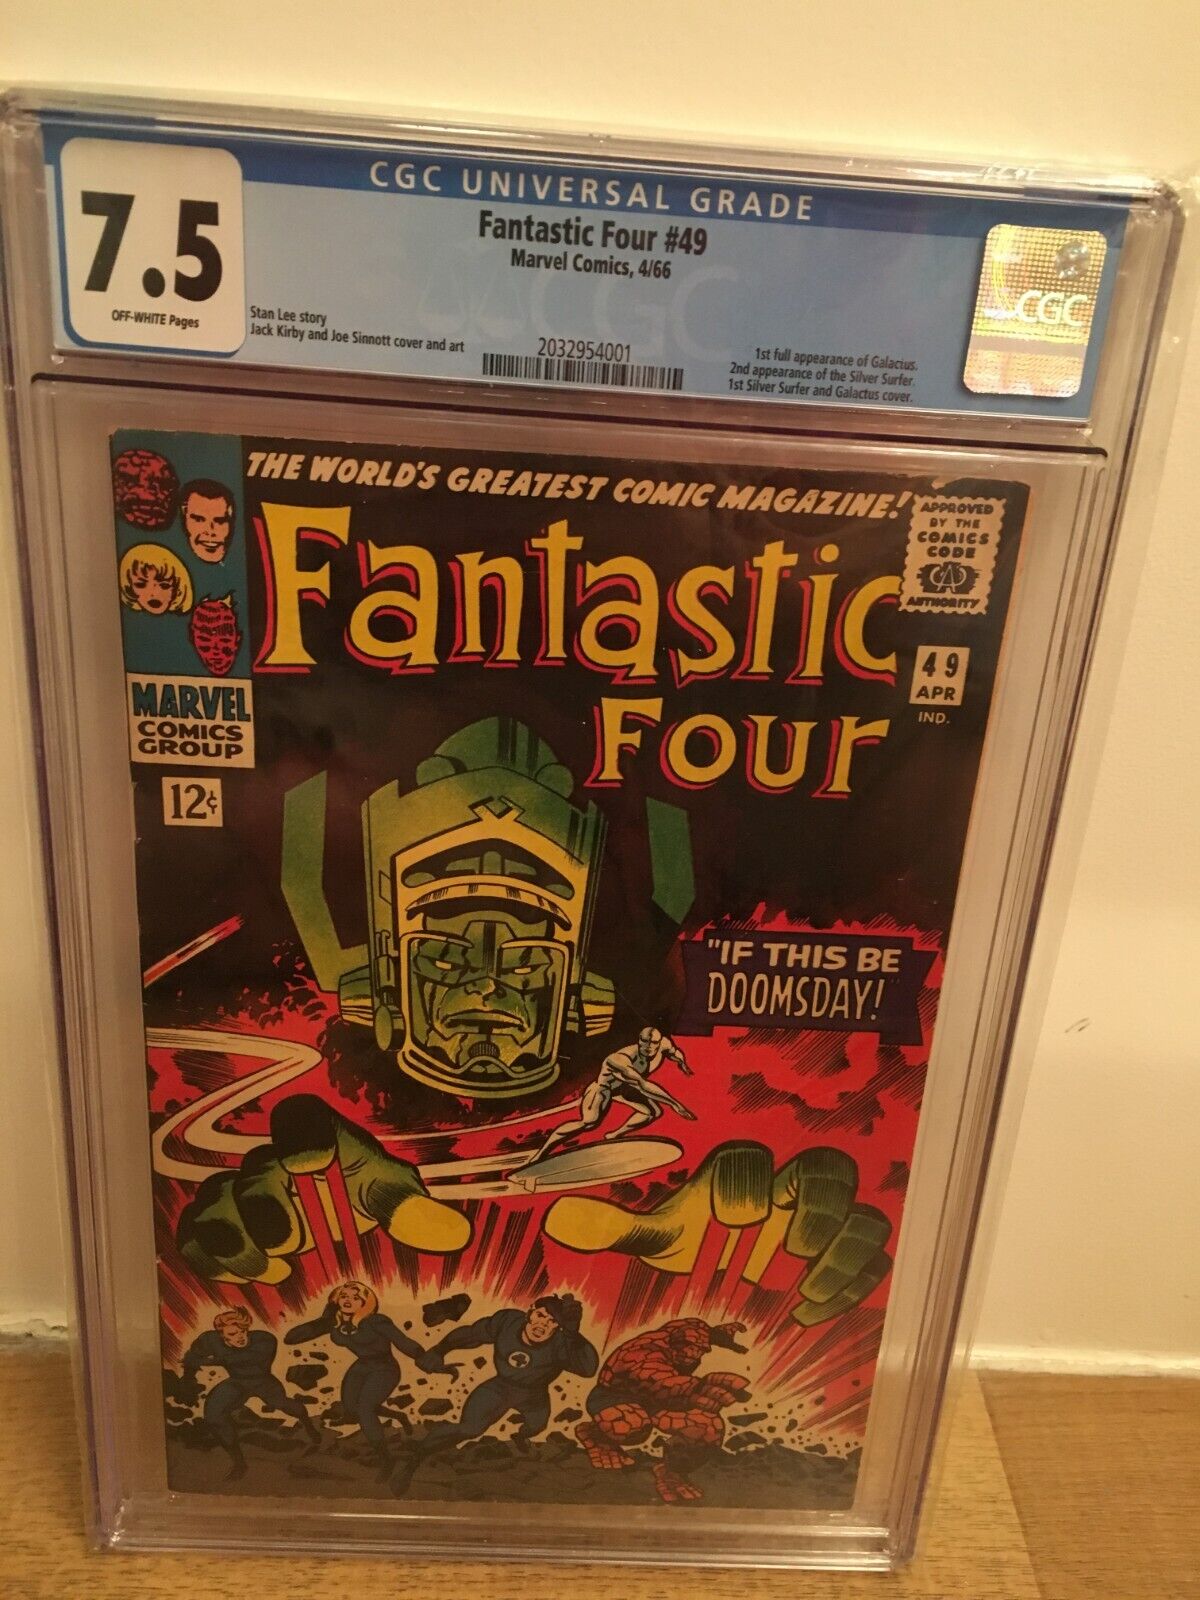 CGC UNIVERSAL GRADE
7.5
OFF-WHITE Pages
Fantastic Four #49
Marvel Comics, 4/66
Stan Lee story
Jack Kirby and Joe Sinnott cover and art
2032954001
1st full appearance of Galactus.
2nd appearance of the Silver Surfer.
1st Silver Surfer and Galactus cover.
CGC
CGC
THE WORLD'S GREATEST COMIC MAGAZINE!
Fantastic
Four
APPROVED
BY THE
COMICS
CODE
CA
AUTHORITY
49
APR
IND.
MARVEL
COMICS
GROUP
12¢
"IF THIS BE
DOOMSDAY!"
4